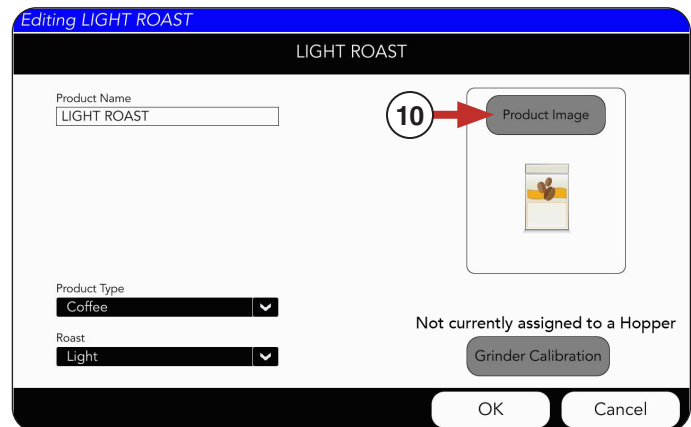 Editing LIGHT ROAST
LIGHT ROAST
Product Name
LIGHT ROAST
10
Product Image
Product Type
Coffee
Roast
Light
Not currently assigned to a Hopper
Grinder Calibration
OK
Cancel